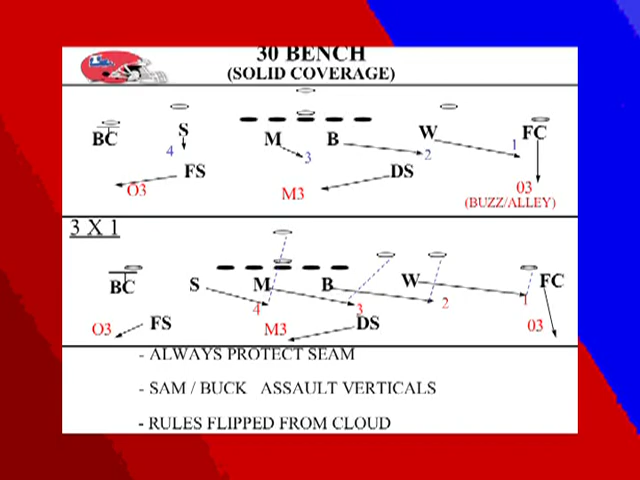 30 BENCH
(SOLID COVERAGE)
BC S M B W FC
4 3 2 1
FS DS
O3 M3 03
(BUZZ/ALLEY)
3 X 1
BC S M B W FC
4 3 2 1
O3 FS M3 DS 03
- ALWAYS PROTECT SEAM
- SAM / BUCK ASSAULT VERTICALS
- RULES FLIPPED FROM CLOUD